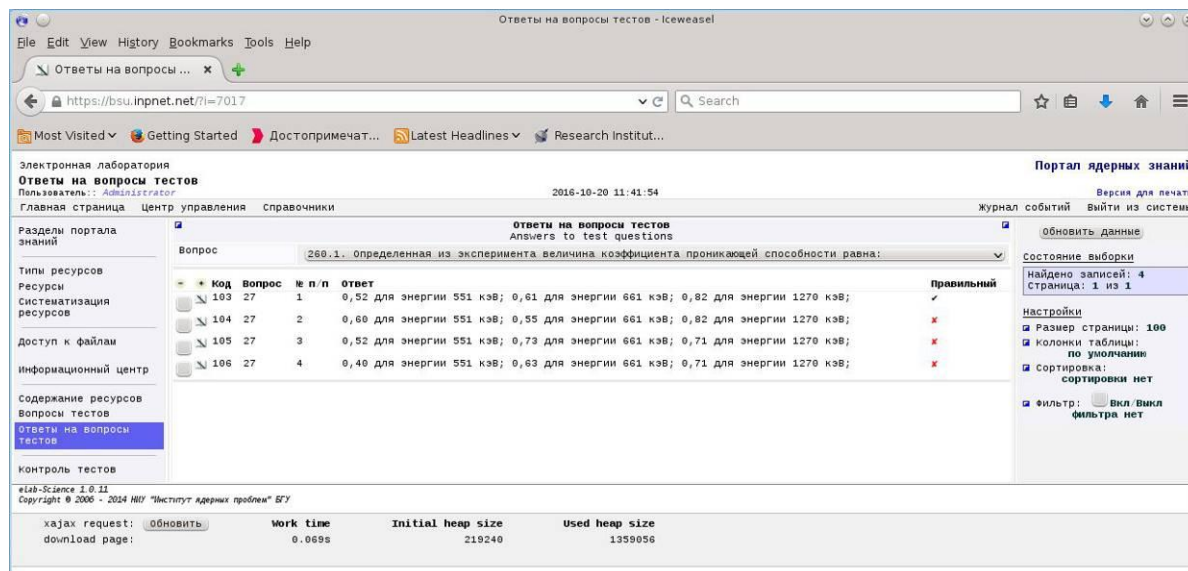 Ответы на вопросы тестов - Iceweasel
File Edit View History Bookmarks Tools Help
Ответы на вопросы ...
https://bsu.inpnet.net/?i=7017
Search
Most Visited Getting Started Достопримечат... Latest Headlines Research Institut...
Электронная лаборатория
Ответы на вопросы тестов
Пользователь:: Administrator
2016-10-20 11:41:54
Портал ядерных знаний
Версия для печати
Главная страница Центр управления Справочники
Журнал событий Выйти из системы
Разделы портала
знаний
Типы ресурсов
Ресурсы
Систематизация
ресурсов
Доступ к файлам
Информационный центр
Содержание ресурсов
Вопросы тестов
Ответы на вопросы
тестов
Контроль тестов
Ответы на вопросы тестов
Answers to test questions
Вопрос 260.1. Определенная из эксперимента величина коэффициента проникающей способности равна:
- + Код Вопрос № п/п Ответ Правильный
103 27 1 0,52 для энергии 551 кэВ; 0,61 для энергии 661 кэВ; 0,82 для энергии 1270 кэВ; ✓
104 27 2 0,60 для энергии 551 кэВ; 0,55 для энергии 661 кэВ; 0,82 для энергии 1270 кэВ; ✘
105 27 3 0,52 для энергии 551 кэВ; 0,73 для энергии 661 кэВ; 0,71 для энергии 1270 кэВ; ✘
106 27 4 0,40 для энергии 551 кэВ; 0,63 для энергии 661 кэВ; 0,71 для энергии 1270 кэВ; ✘
Обновить данные
Состояние выборки
Найдено записей: 4
Страница: 1 из 1
Настройки
Размер страницы: 100
Колонки таблицы:
по умолчанию
Сортировка:
сортировки нет
Фильтр: Вкл/Выкл
фильтра нет
eLab-Science 1.0.11
Copyright © 2006 - 2014 НИУ "Институт ядерных проблем" БГУ
xajax request: Обновить Work time Initial heap size Used heap size
download page: 0.069s 219240 1359056